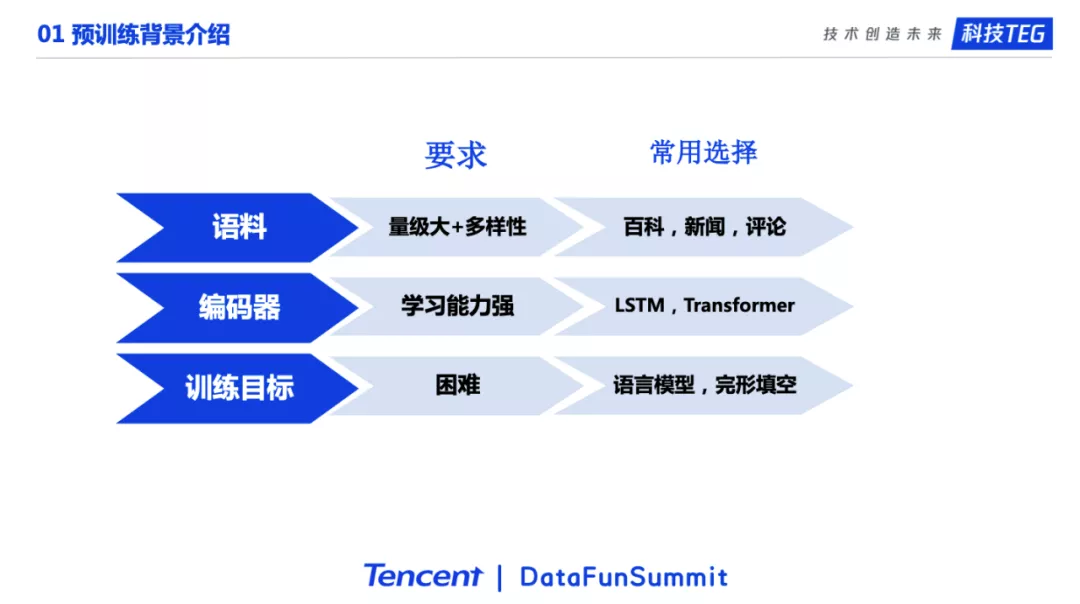 01 预训练背景介绍
技术创造未来 科技TEG
要求 常用选择
语料 量级大+多样性 百科，新闻，评论
编码器 学习能力强 LSTM，Transformer
训练目标 困难 语言模型，完形填空
Tencent | DataFunSummit